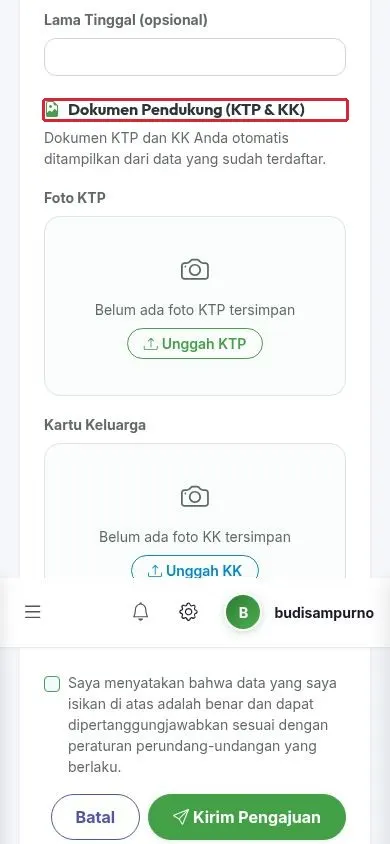 Lama Tinggal (opsional)
Dokumen Pendukung (KTP & KK)
Dokumen KTP dan KK Anda otomatis
ditampilkan dari data yang sudah terdaftar.
Foto KTP
Belum ada foto KTP tersimpan
Unggah KTP
Kartu Keluarga
Belum ada foto KK tersimpan
Unggah KK
B budisampurno
Saya menyatakan bahwa data yang saya
isikan di atas adalah benar dan dapat
dipertanggungjawabkan sesuai dengan
peraturan perundang-undangan yang
berlaku.
Batal Kirim Pengajuan